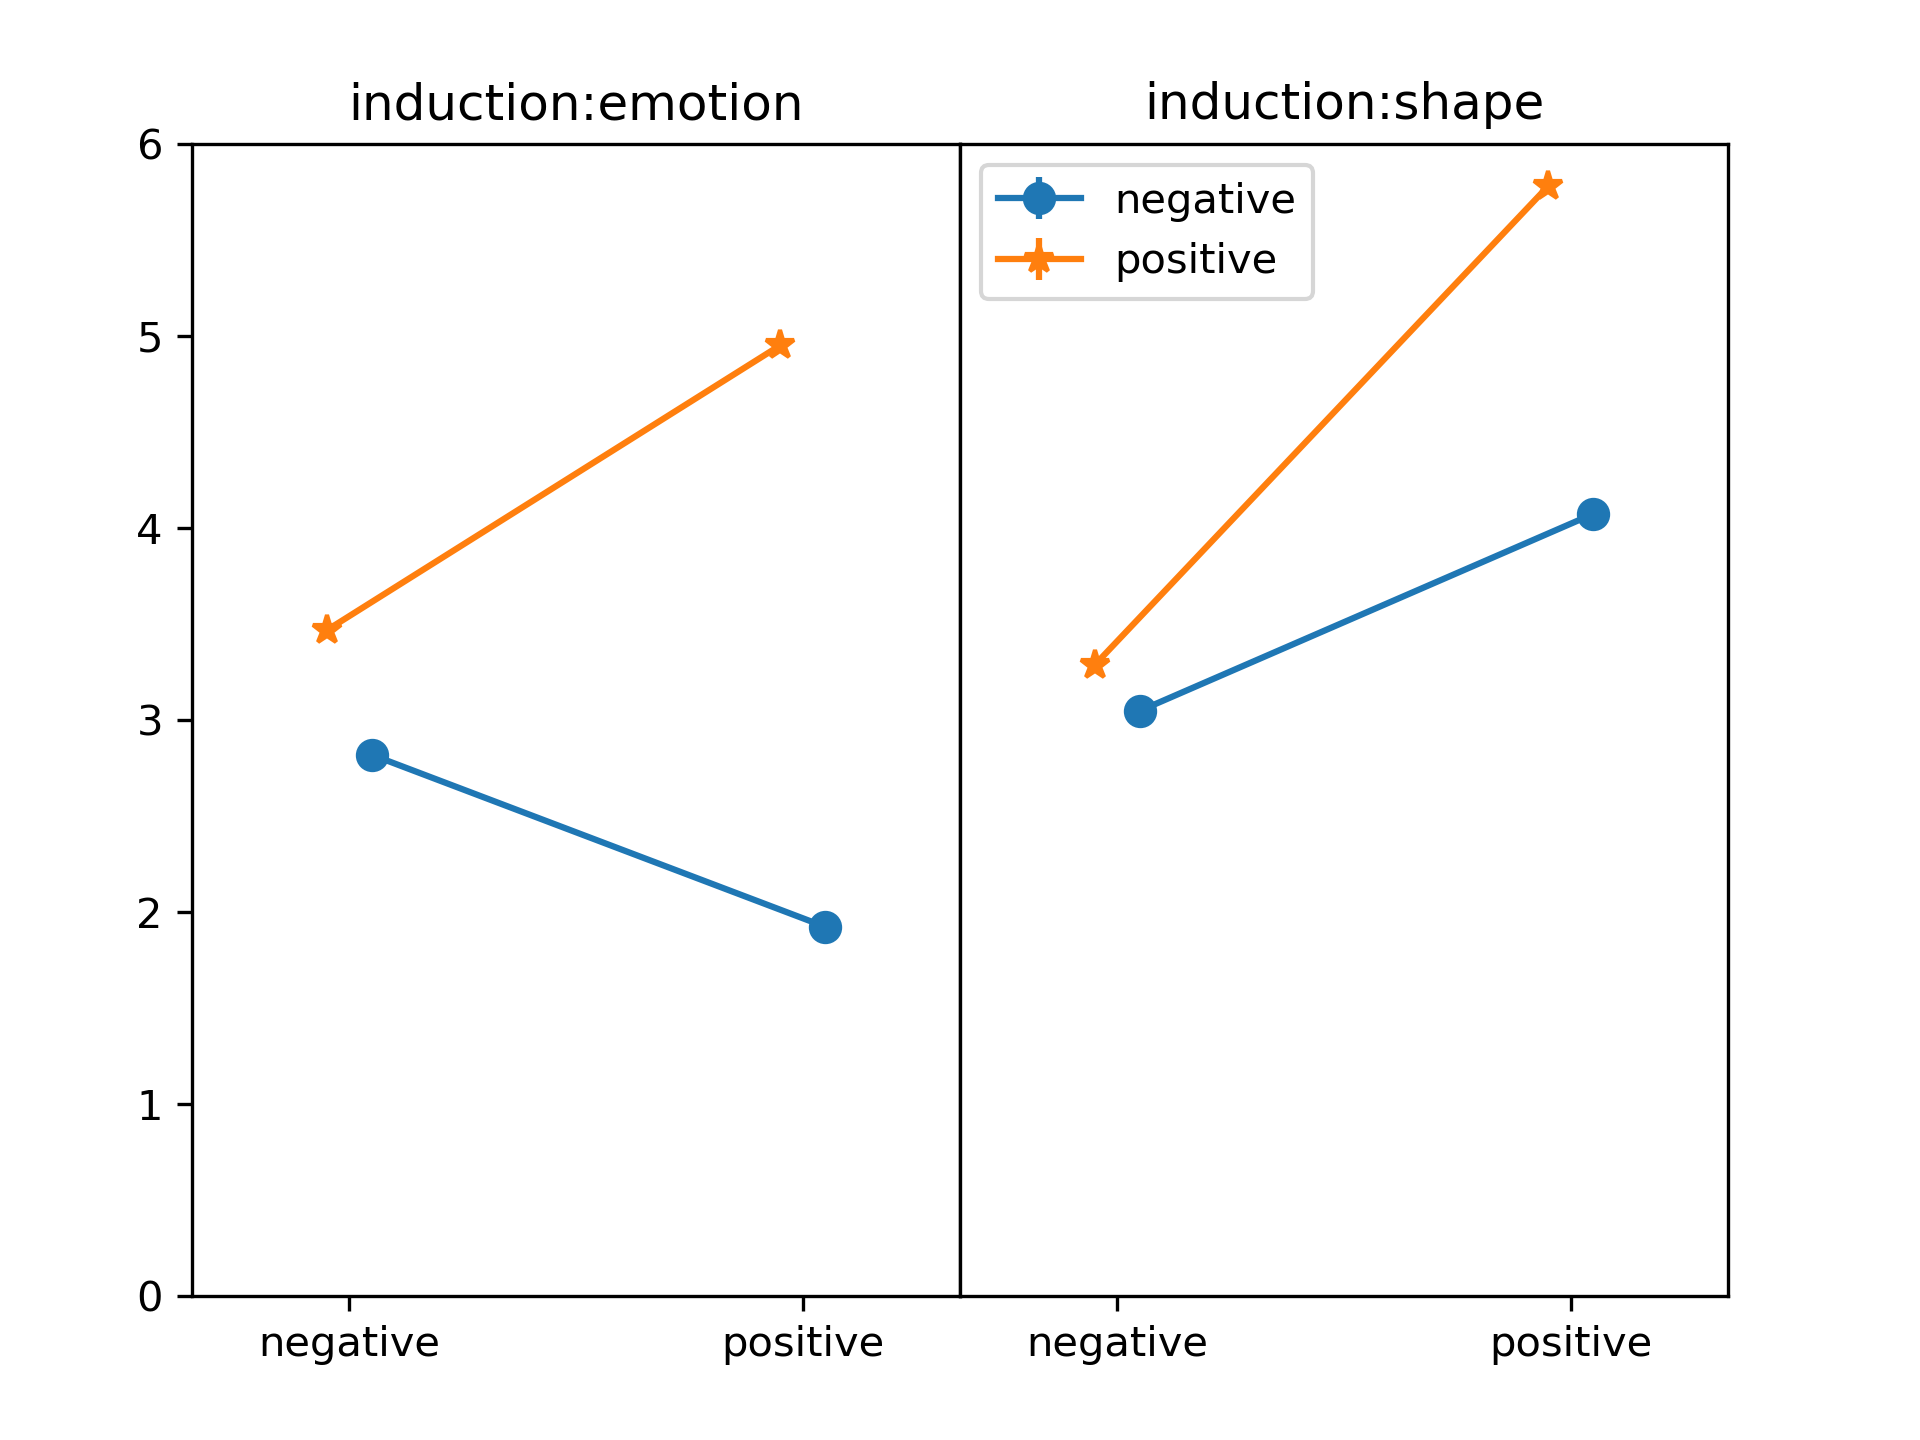 induction:emotion
induction:shape
6
5
4
3
2
1
0
negative
positive
negative
positive
negative
positive